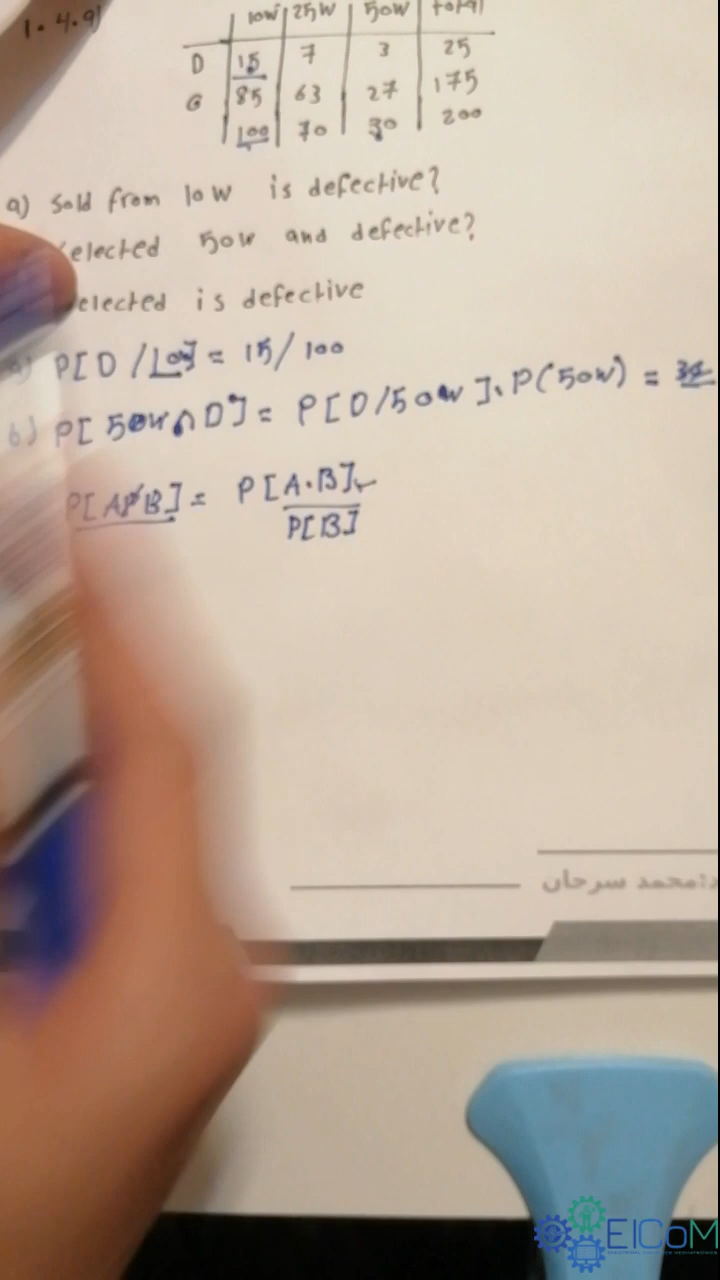 1.4.9)
10W 25W 50W total
D 15 7 3 25
G 85 63 27 175
100 70 30 200
a) Sold from 10W is defective?
elected 50W and defective?
elected is defective
a) P[D/10W] = 15/100
b) P[50W∩D] = P[D/50W].P(50W) =
P[A/B] = P[A.B]
P[B]
د:محمد سرحان
EICoM